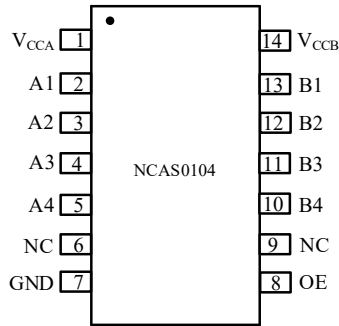 VCCA 1 14 VCCB
A1 2 13 B1
A2 3 12 B2
A3 4 11 B3
NCAS0104
A4 5 10 B4
NC 6 9 NC
GND 7 8 OE